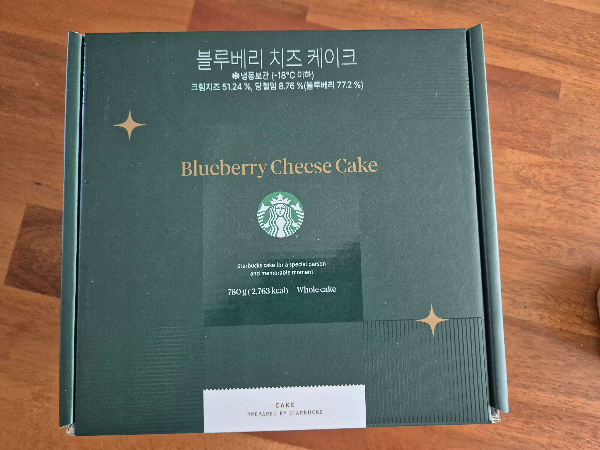 블루베리 치즈 케이크
❄냉동보관 (-18°C 이하)
크림치즈 51.24 %, 당절임 8.76 %(블루베리 77.2 %)
Blueberry Cheese Cake
Starbucks cake for a special person
and memorable moment
780 g ( 2,763 kcal) Whole cake
CAKE
PREPARED BY STARBUCKS